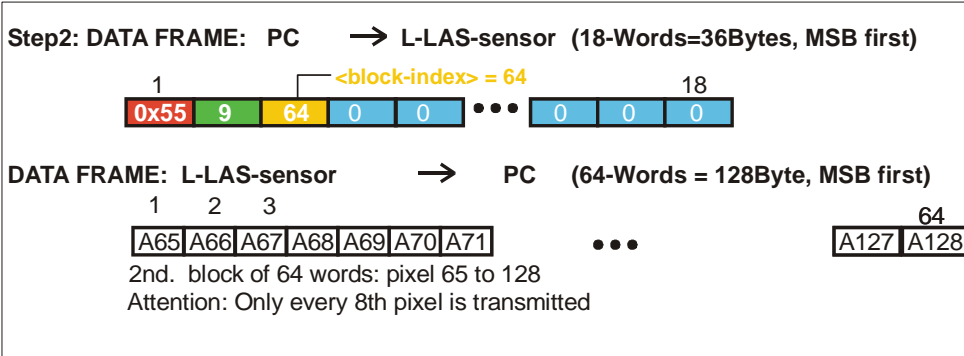 Step2: DATA FRAME: PC → L-LAS-sensor (18-Words=36Bytes, MSB first)
<block-index> = 64
1 18
0x55 9 64 0 0 ••• 0 0 0
DATA FRAME: L-LAS-sensor → PC (64-Words = 128Byte, MSB first)
1 2 3 64
A65 A66 A67 A68 A69 A70 A71 ••• A127 A128
2nd. block of 64 words: pixel 65 to 128
Attention: Only every 8th pixel is transmitted